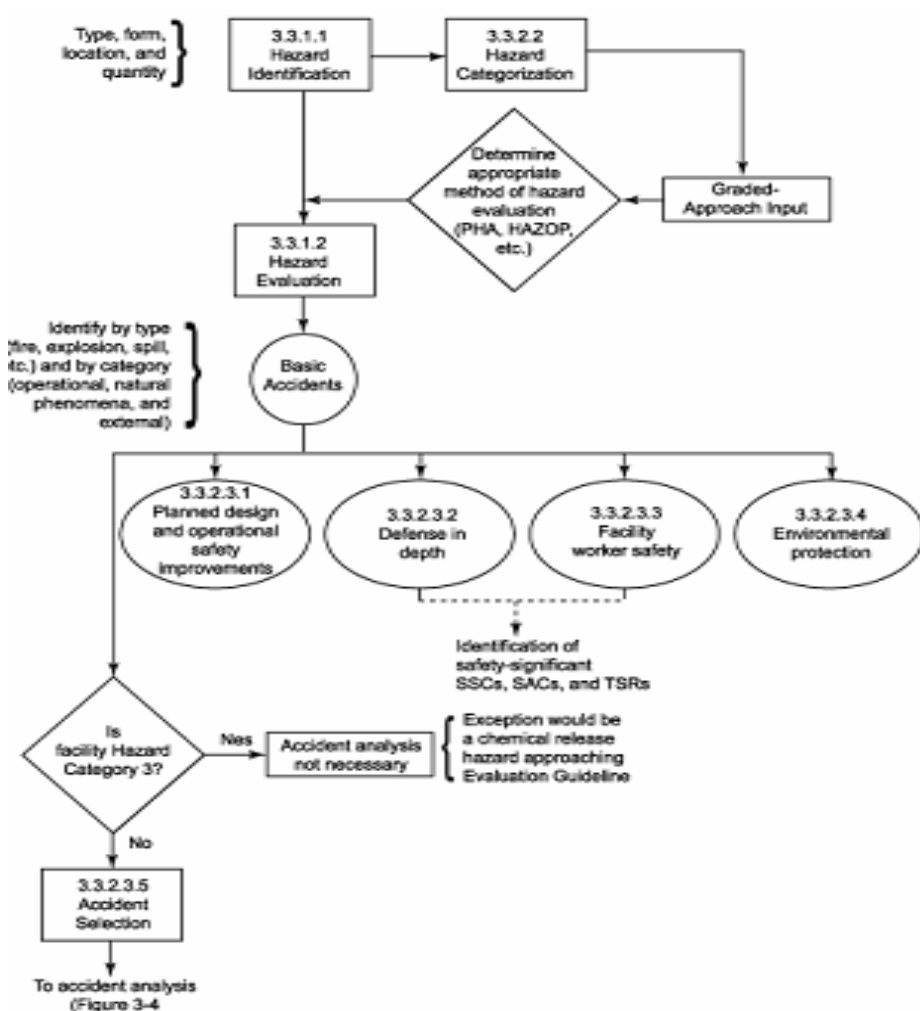 Type, form,
location, and
quantity
3.3.1.1
Hazard
Identification
3.3.2.2
Hazard
Categorization
Determine
appropriate
method of hazard
evaluation
(PHA, HAZOP,
etc.)
Graded-
Approach Input
3.3.1.2
Hazard
Evaluation
Identify by type
(fire, explosion, spill,
etc.) and by category
(operational, natural
phenomena, and
external)
Basic
Accidents
3.3.2.3.1
Planned design
and operational
safety
improvements
3.3.2.3.2
Defense in
depth
3.3.2.3.3
Facility
worker safety
3.3.2.3.4
Environmental
protection
Identification of
safety-significant
SSCs, SACs, and TSRs
Is
facility Hazard
Category 3?
Nes
Accident analysis
not necessary
Exception would be
a chemical release
hazard approaching
Evaluation Guideline
No
3.3.2.3.5
Accident
Selection
To accident analysis
(Figure 3-4